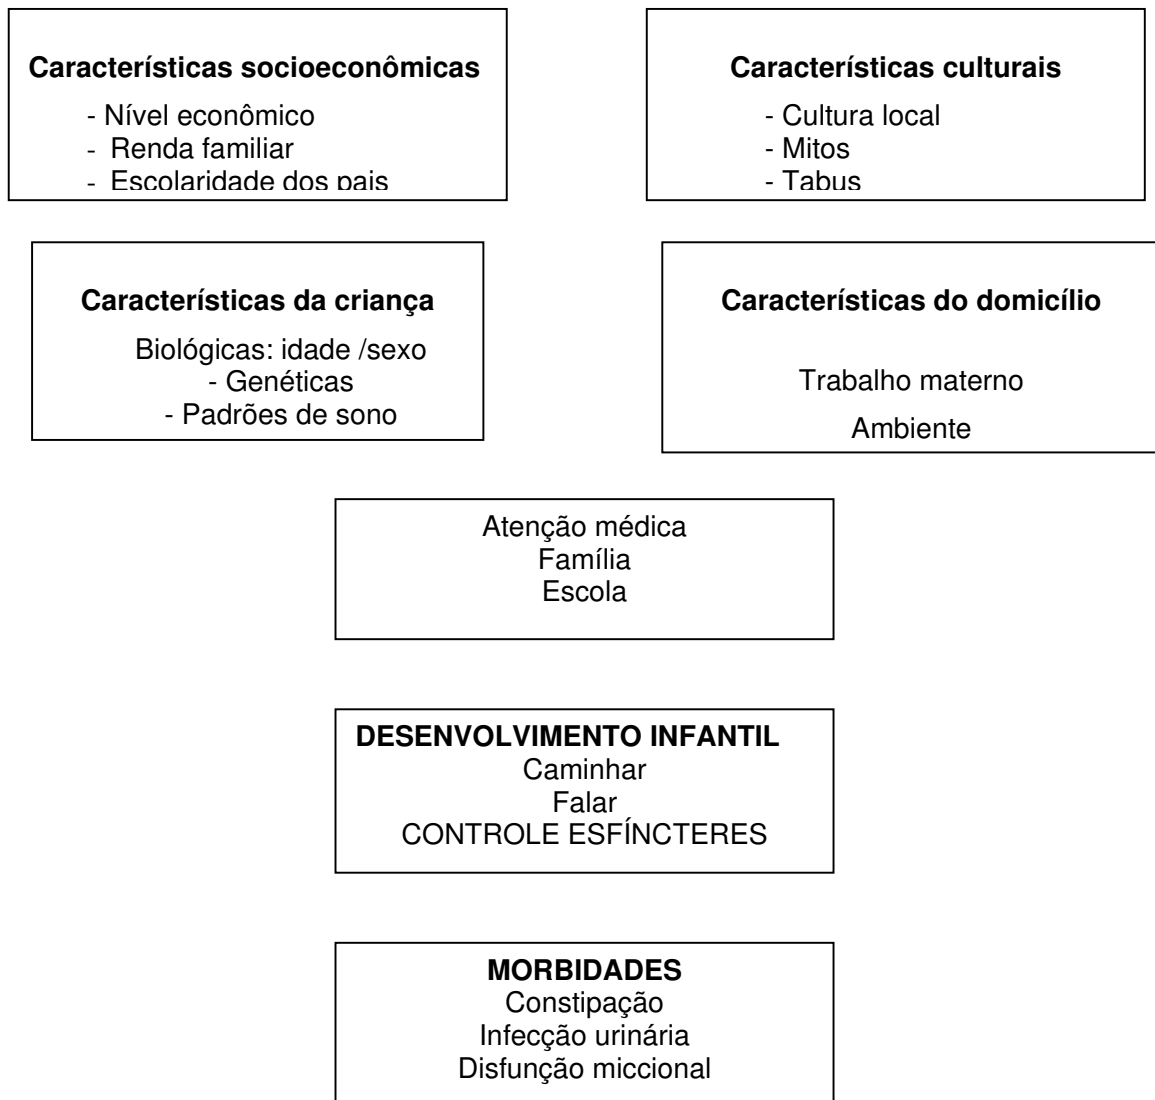 Características socioeconômicas
- Nível econômico
- Renda familiar
- Escolaridade dos pais
Características culturais
- Cultura local
- Mitos
- Tabus
Características da criança
Biológicas: idade /sexo
- Genéticas
- Padrões de sono
Características do domicílio
Trabalho materno
Ambiente
Atenção médica
Família
Escola
DESENVOLVIMENTO INFANTIL
Caminhar
Falar
CONTROLE ESFÍNCTERES
MORBIDADES
Constipação
Infecção urinária
Disfunção miccional